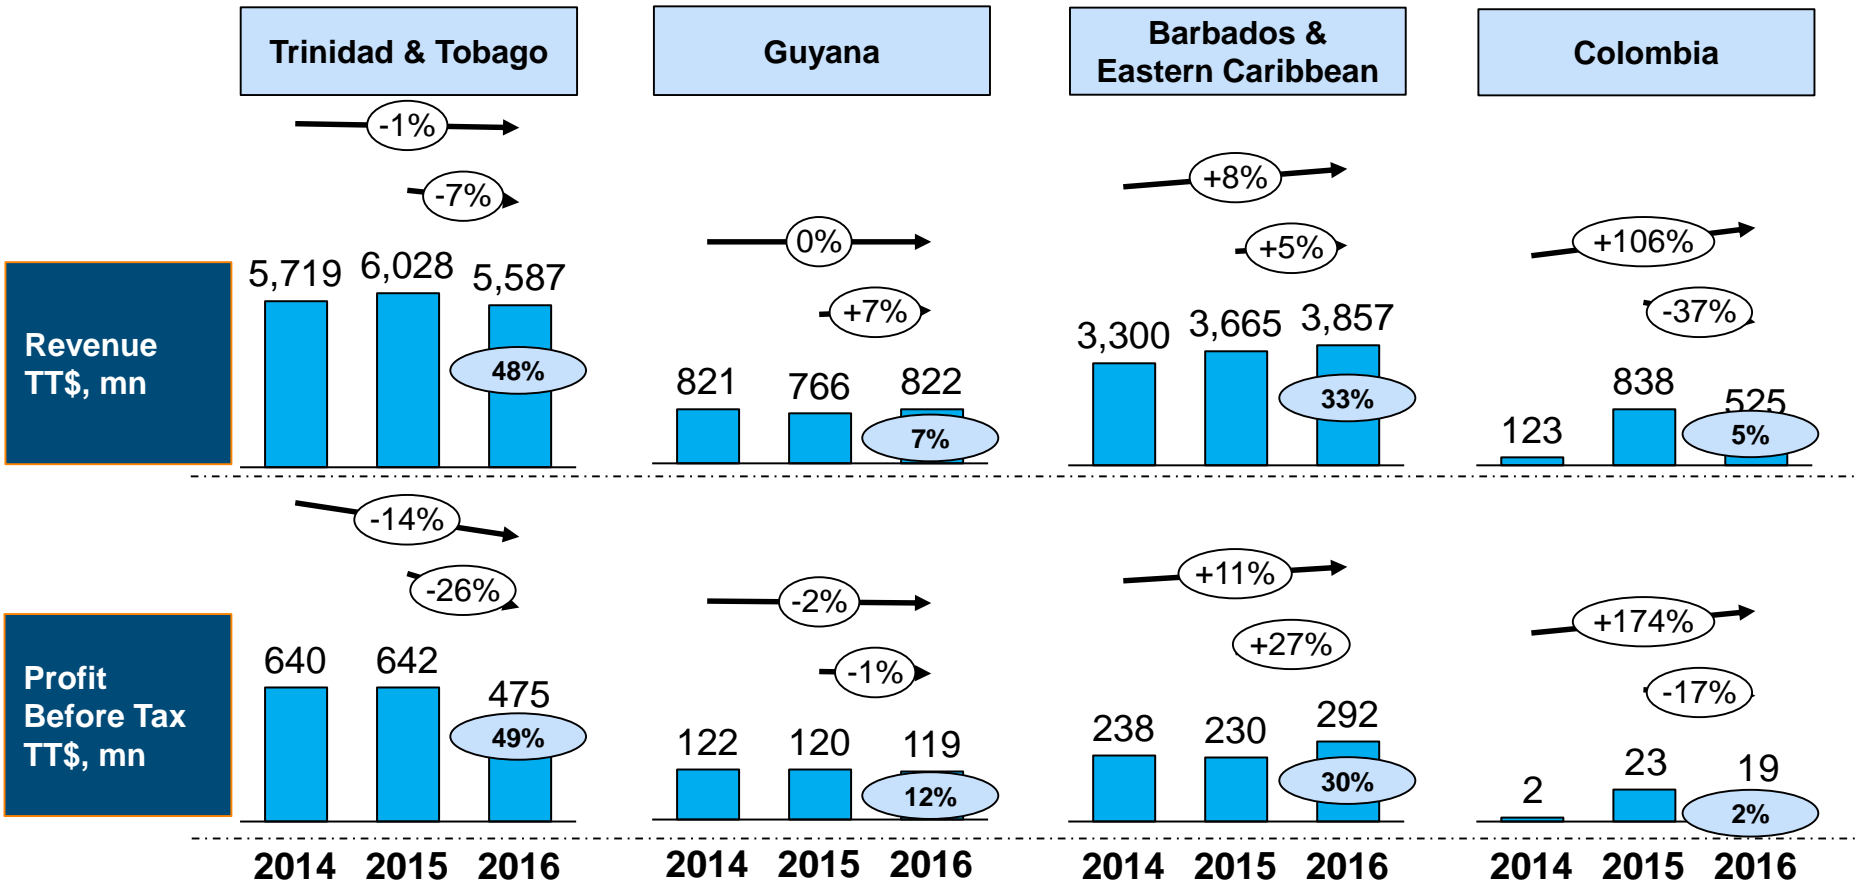 Trinidad & Tobago
Guyana
Barbados &
Eastern Caribbean
Colombia
Revenue
TT$, mn
-1%
-7%
5,719 6,028 5,587
48%
0%
+7%
821 766 822
7%
+8%
+5%
3,300 3,665 3,857
33%
+106%
-37%
123 838 525
5%
Profit
Before Tax
TT$, mn
-14%
-26%
640 642 475
49%
-2%
-1%
122 120 119
12%
+11%
+27%
238 230 292
30%
+174%
-17%
2 23 19
2%
2014 2015 2016
2014 2015 2016
2014 2015 2016
2014 2015 2016